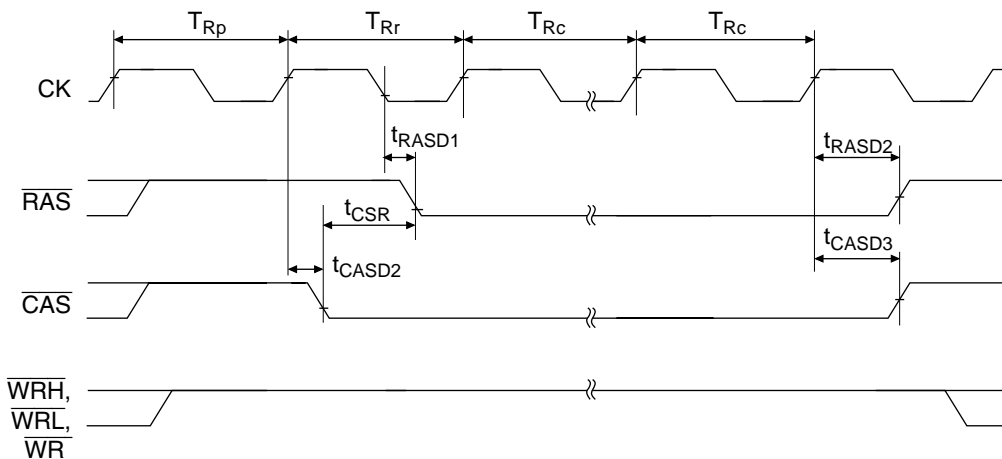 TRp TRr TRc TRc
CK
tRASD1 tRASD2
RAS
tCSR
tCASD3
tCASD2
CAS
WRH,
WRL,
WR